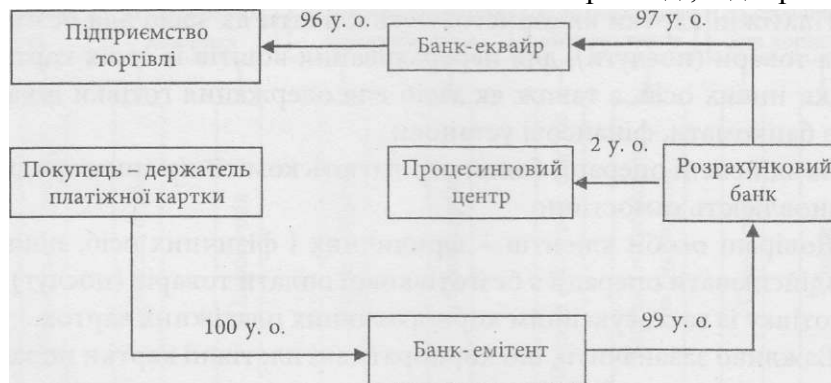 96 у. о.
97 у. о.
Підприємство
торгівлі
Банк-еквайр
2 у. о.
Покупець – держатель
платіжної картки
Процесинговий
центр
Розрахунковий
банк
100 у. о.
99 у. о.
Банк-емітент